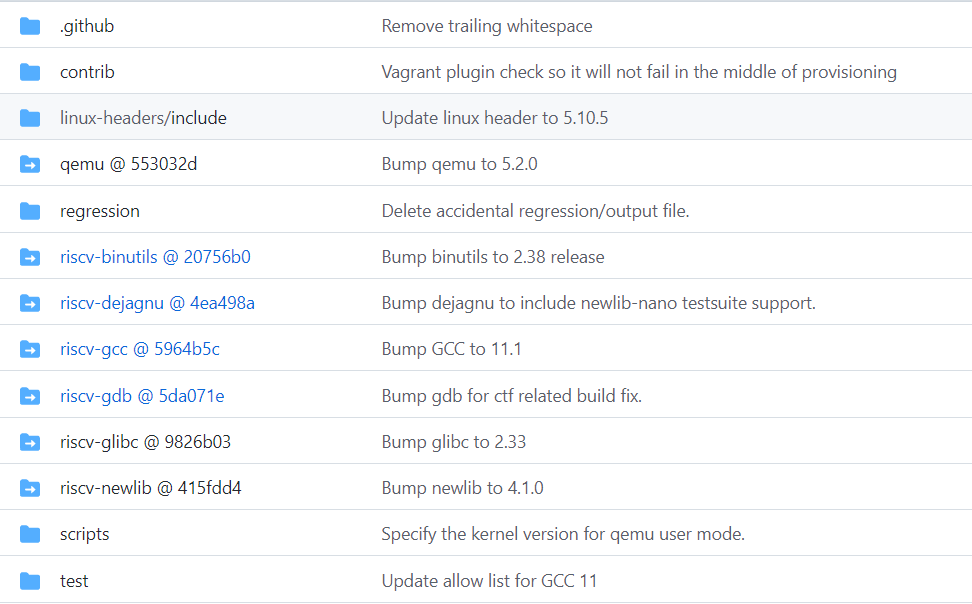 .github Remove trailing whitespace
contrib Vagrant plugin check so it will not fail in the middle of provisioning
linux-headers/include Update linux header to 5.10.5
qemu @ 553032d Bump qemu to 5.2.0
regression Delete accidental regression/output file.
riscv-binutils @ 20756b0 Bump binutils to 2.38 release
riscv-dejagnu @ 4ea498a Bump dejagnu to include newlib-nano testsuite support.
riscv-gcc @ 5964b5c Bump GCC to 11.1
riscv-gdb @ 5da071e Bump gdb for ctf related build fix.
riscv-glibc @ 9826b03 Bump glibc to 2.33
riscv-newlib @ 415fdd4 Bump newlib to 4.1.0
scripts Specify the kernel version for qemu user mode.
test Update allow list for GCC 11